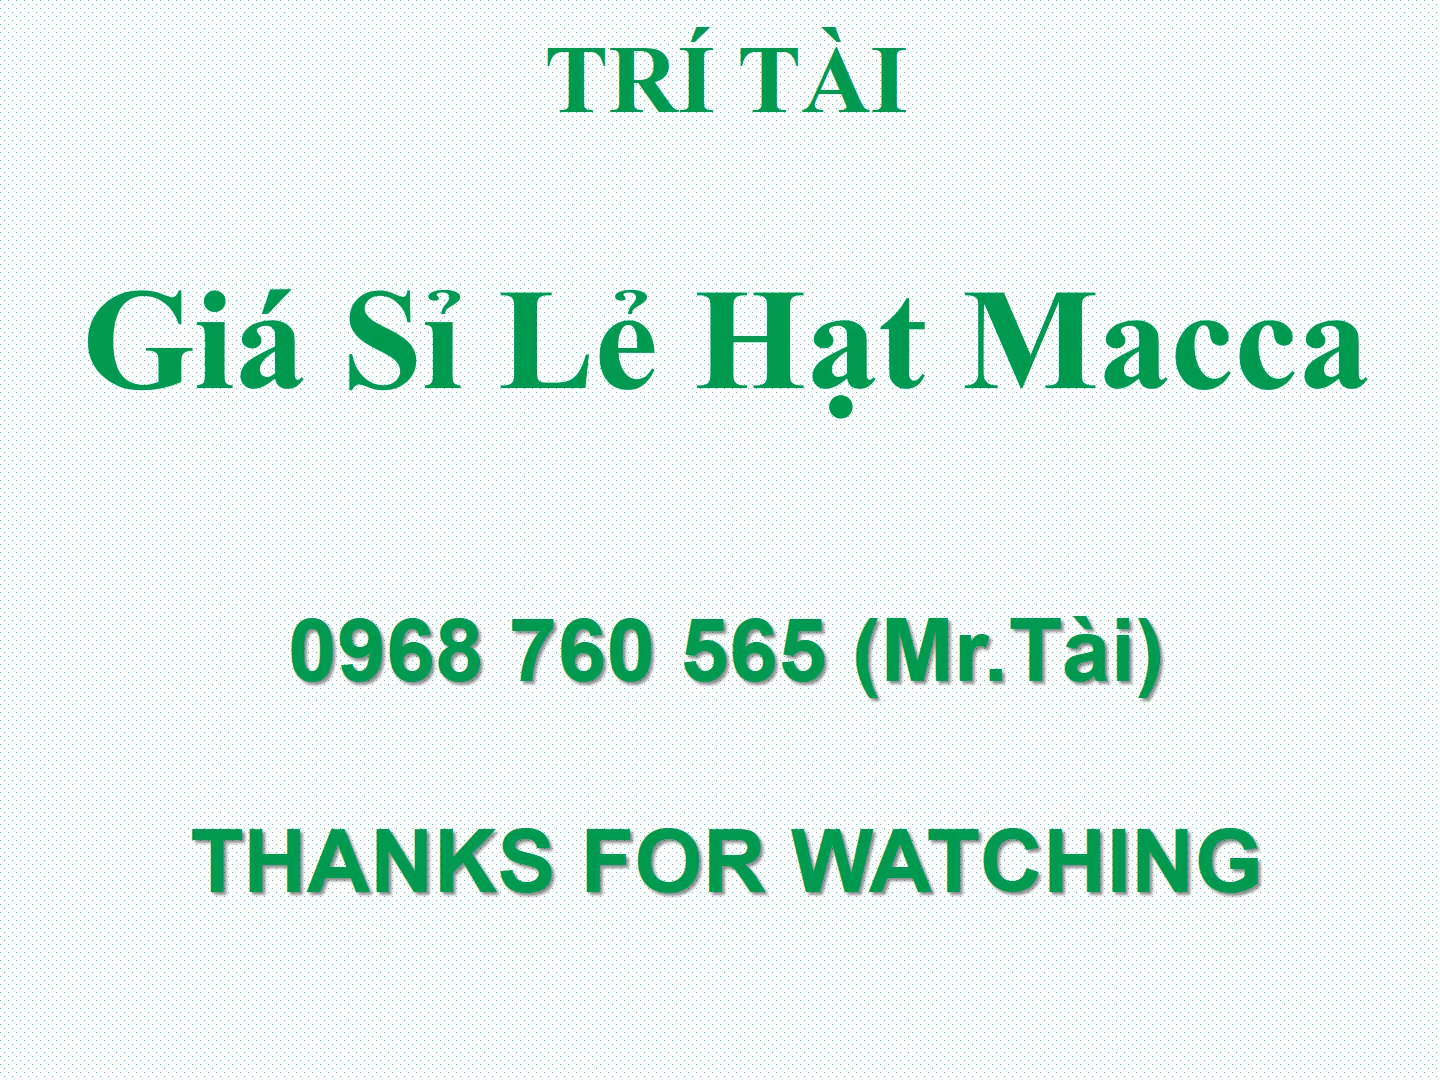 TRÍ TÀI
Giá Sỉ Lẻ Hạt Macca
0968 760 565 (Mr.Tài)
THANKS FOR WATCHING